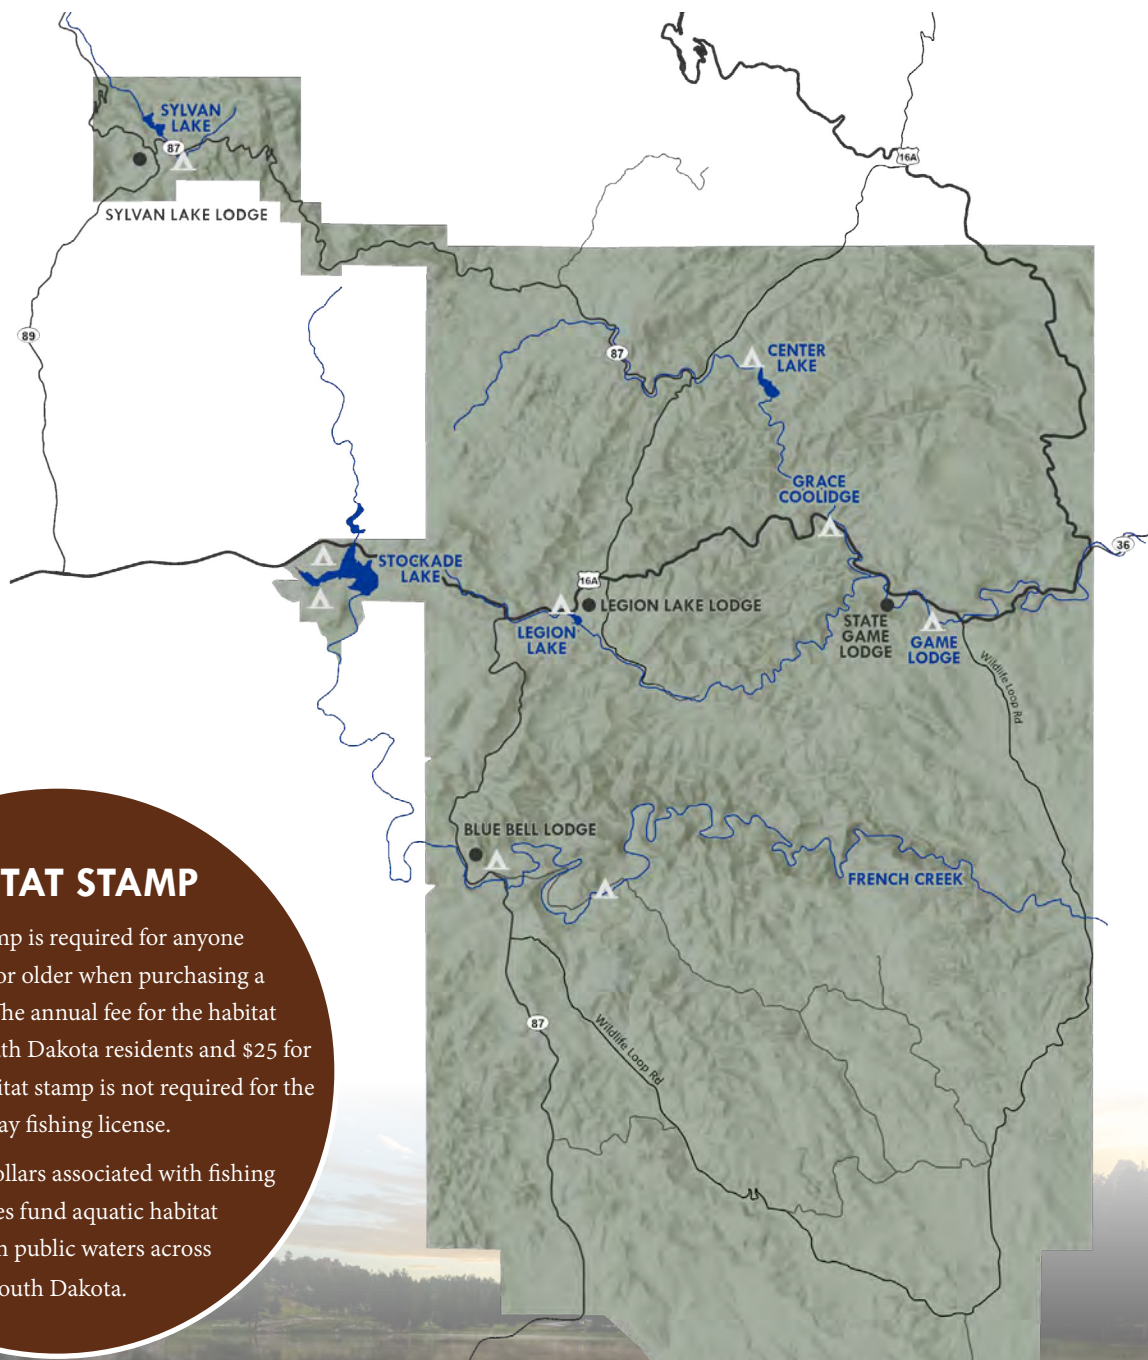 SYLVAN
LAKE
87
SYLVAN LAKE LODGE
16A
89
87
CENTER
LAKE
GRACE
COOLIDGE
36
STOCKADE
LAKE
16A
LEGION LAKE LODGE
LEGION
LAKE
STATE
GAME
LODGE
GAME
LODGE
Wildlife Loop Rd
BLUE BELL LODGE
FRENCH CREEK
87
Wildlife Loop Rd
TAT STAMP
mp is required for anyone
or older when purchasing a
he annual fee for the habitat
th Dakota residents and $25 for
itat stamp is not required for the
ay fishing license.
ollars associated with fishing
es fund aquatic habitat
n public waters across
outh Dakota.